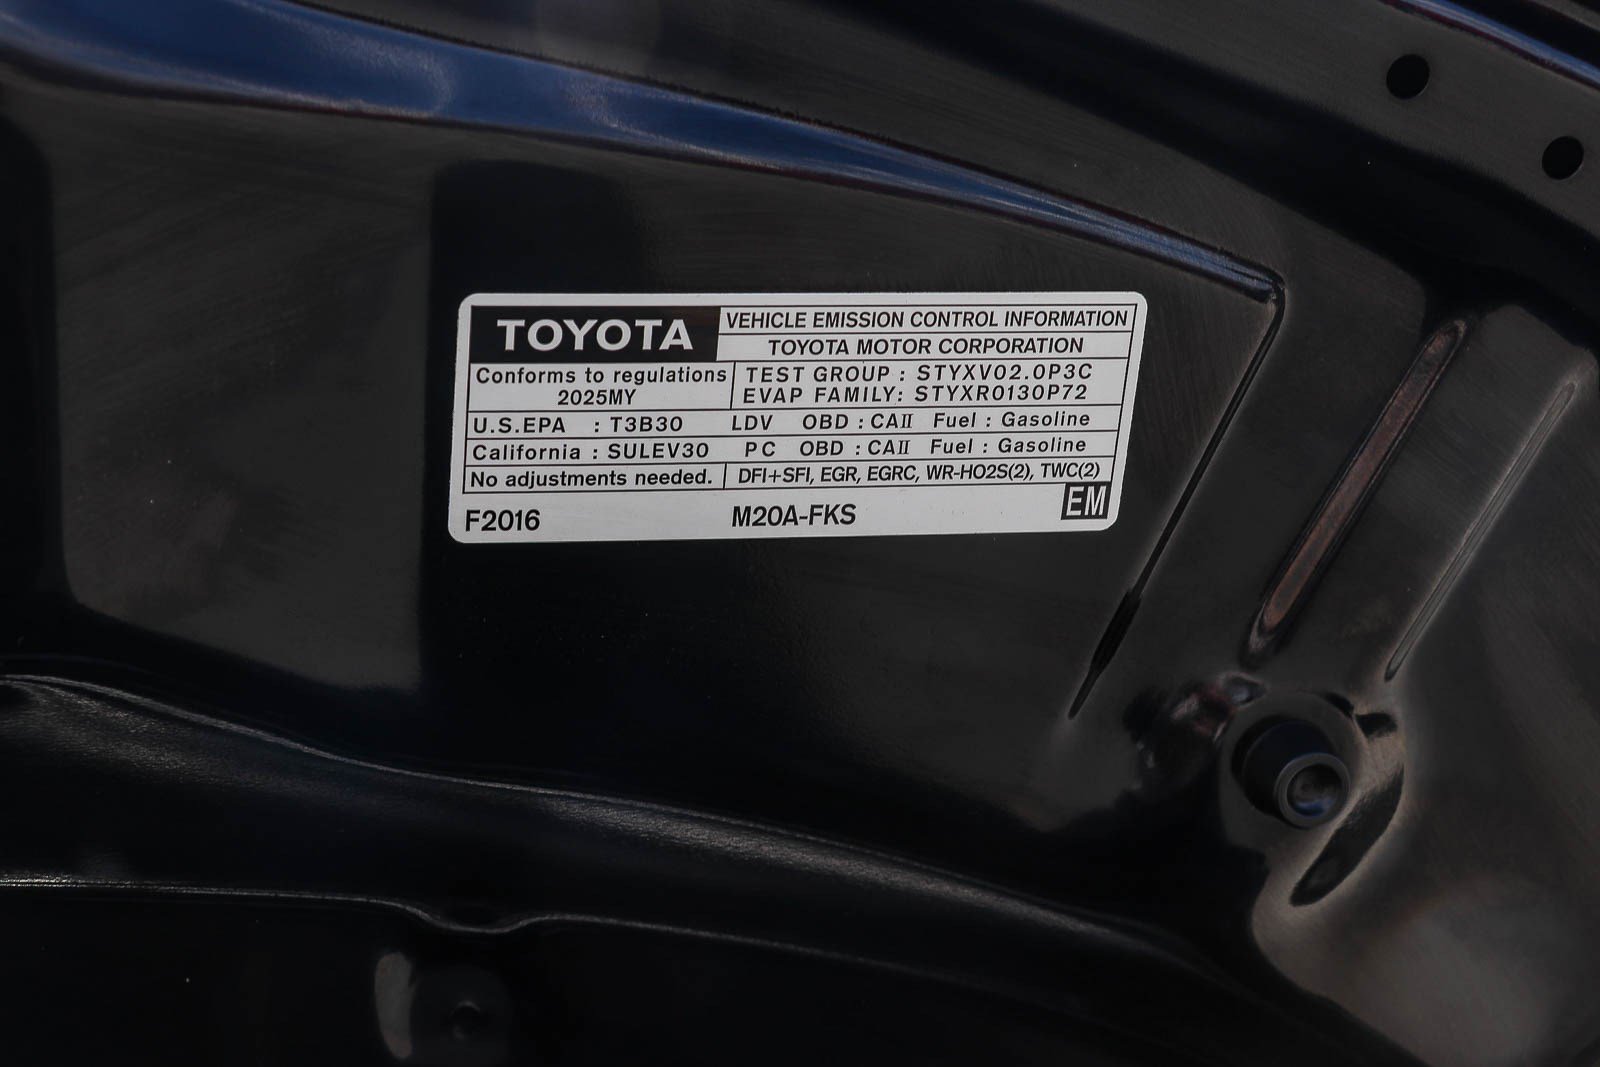 TOYOTA
VEHICLE EMISSION CONTROL INFORMATION
TOYOTA MOTOR CORPORATION
Conforms to regulations
2025MY
TEST GROUP : STYXV02.0P3C
EVAP FAMILY: STYXR0130P72
U.S.EPA : T3B30 LDV OBD : CAII Fuel : Gasoline
California : SULEV30 PC OBD : CAII Fuel : Gasoline
No adjustments needed. DFI+SFI, EGR, EGRC, WR-HO2S(2), TWC(2)
F2016 M20A-FKS EM